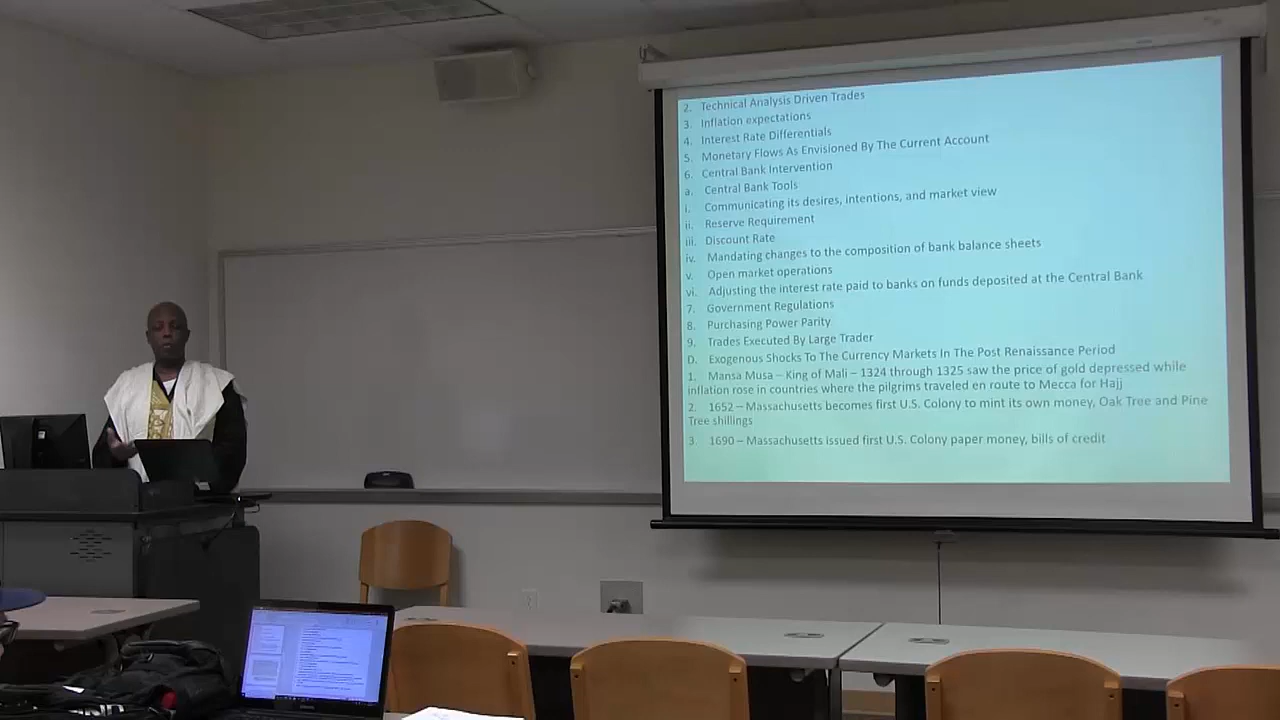 2. Technical Analysis Driven Trades
3. Inflation expectations
4. Interest Rate Differentials
5. Monetary Flows As Envisioned By The Current Account
6. Central Bank Intervention
a. Central Bank Tools
i. Communicating its desires, intentions, and market view
ii. Reserve Requirement
iii. Discount Rate
iv. Mandating changes to the composition of bank balance sheets
v. Open market operations
vi. Adjusting the interest rate paid to banks on funds deposited at the Central Bank
7. Government Regulations
8. Purchasing Power Parity
9. Trades Executed By Large Trader
D. Exogenous Shocks To The Currency Markets In The Post Renaissance Period
1. Mansa Musa – King of Mali – 1324 through 1325 saw the price of gold depressed while
inflation rose in countries where the pilgrims traveled en route to Mecca for Hajj
2. 1652 – Massachusetts becomes first U.S. Colony to mint its own money, Oak Tree and Pine
Tree shillings
3. 1690 – Massachusetts issued first U.S. Colony paper money, bills of credit